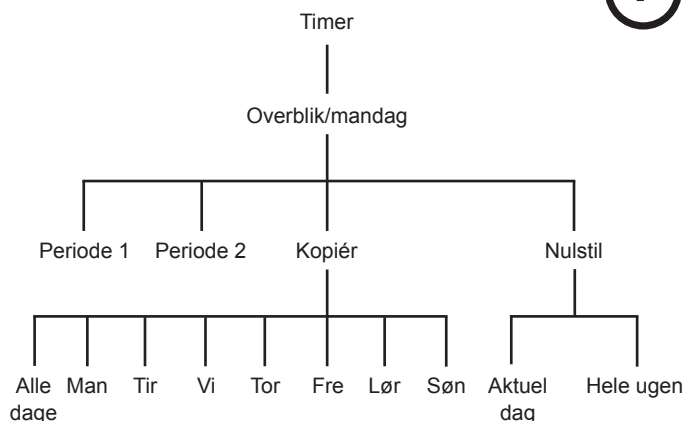 Timer
Overblik/mandag
Periode 1 Periode 2 Kopiér Nulstil
Alle dage Man Tir Vi Tor Fre Lør Søn Aktuel dag Hele ugen